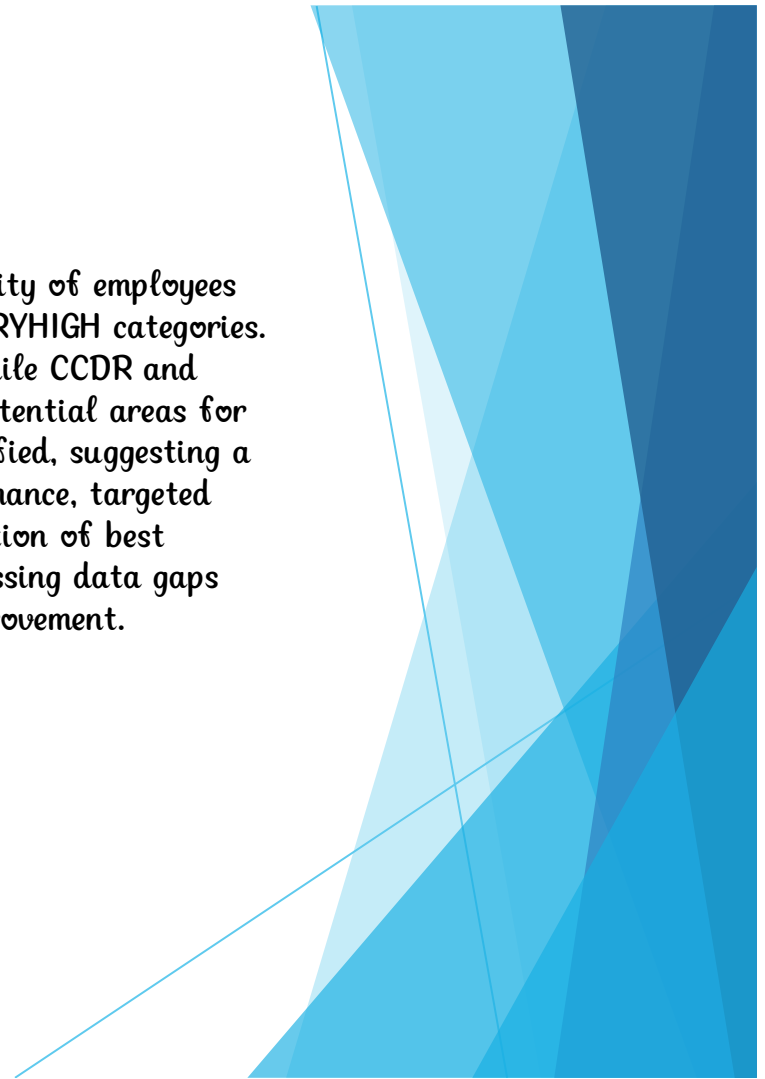 ity of employees
RYHIGH categories.
ile CCDR and
tential areas for
fied, suggesting a
nance, targeted
tion of best
ssing data gaps
ovement.